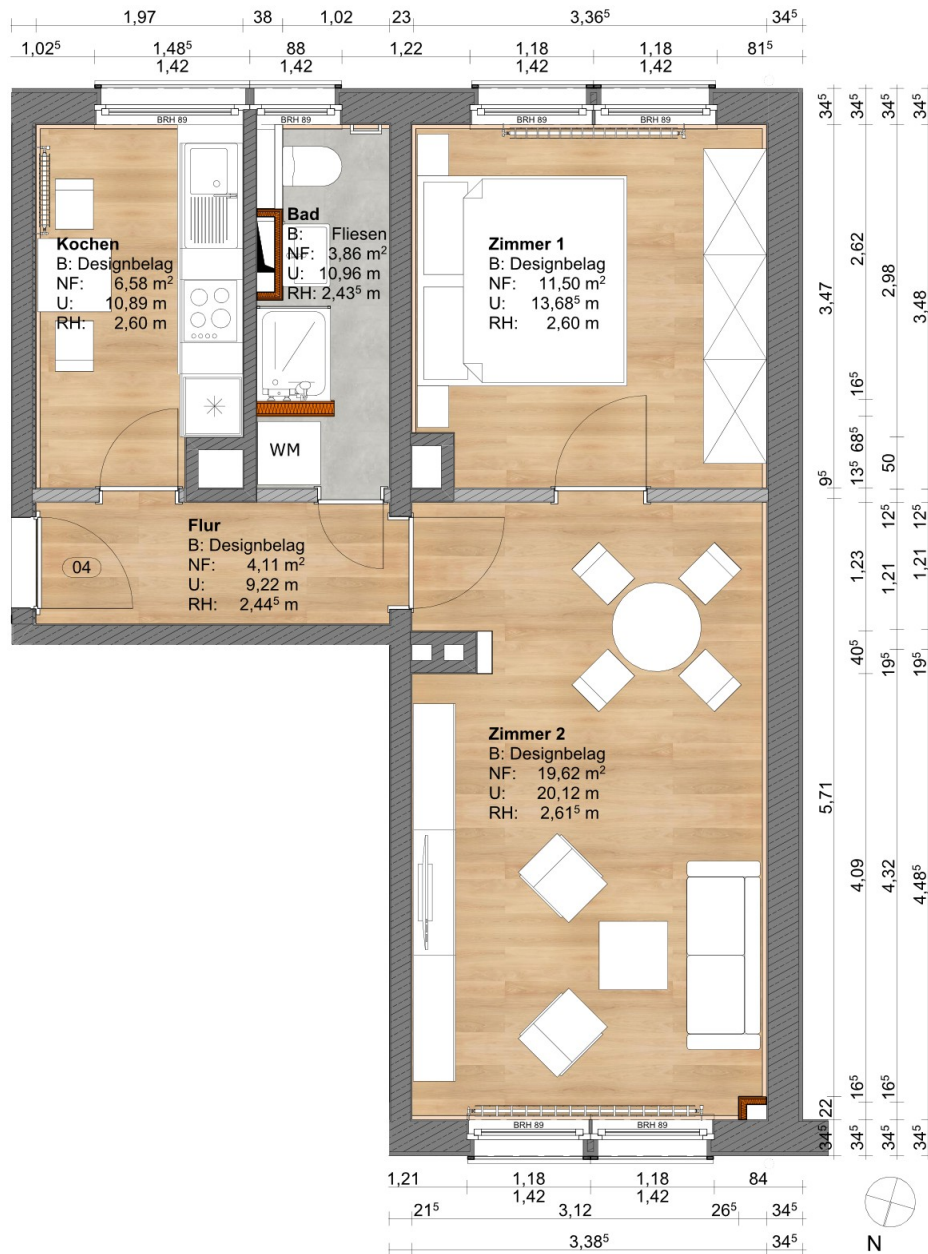 1,97 38 1,02 23 3,36⁵ 34⁵
1,02⁵ 1,48⁵ 88 1,22 1,18 1,18 81⁵
1,42 1,42 1,42 1,42
BRH 89 BRH 89 BRH 89
Kochen
B: Designbelag
NF: 6,58 m²
U: 10,89 m
RH: 2,60 m
Bad
B: Fliesen
NF: 3,86 m²
U: 10,96 m
RH: 2,43⁵ m
WM
Zimmer 1
B: Designbelag
NF: 11,50 m²
U: 13,68⁵ m
RH: 2,60 m
Flur
B: Designbelag
NF: 4,11 m²
U: 9,22 m
RH: 2,44⁵ m
04
Zimmer 2
B: Designbelag
NF: 19,62 m²
U: 20,12 m
RH: 2,61⁵ m
BRH 89 BRH 89
34⁵ 3,47 9⁵ 1,23 40⁵ 5,71 22 34⁵
34⁵ 2,62 16⁵ 68⁵ 13⁵ 1,23 40⁵ 4,09 16⁵ 34⁵
34⁵ 2,98 50 12⁵ 1,21 19⁵ 4,32 16⁵ 34⁵
34⁵ 3,48 12⁵ 1,21 19⁵ 4,48⁵ 34⁵
1,21 1,18 1,18 84
1,42 1,42
21⁵ 3,12 26⁵ 34⁵
3,38⁵ 34⁵
N